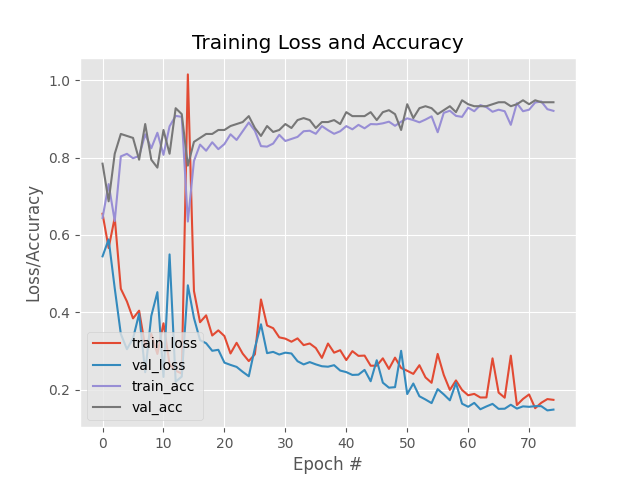 Training Loss and Accuracy
Loss/Accuracy
1.0
0.8
0.6
0.4
0.2
train_loss
val_loss
train_acc
val_acc
0 10 20 30 40 50 60 70
Epoch #